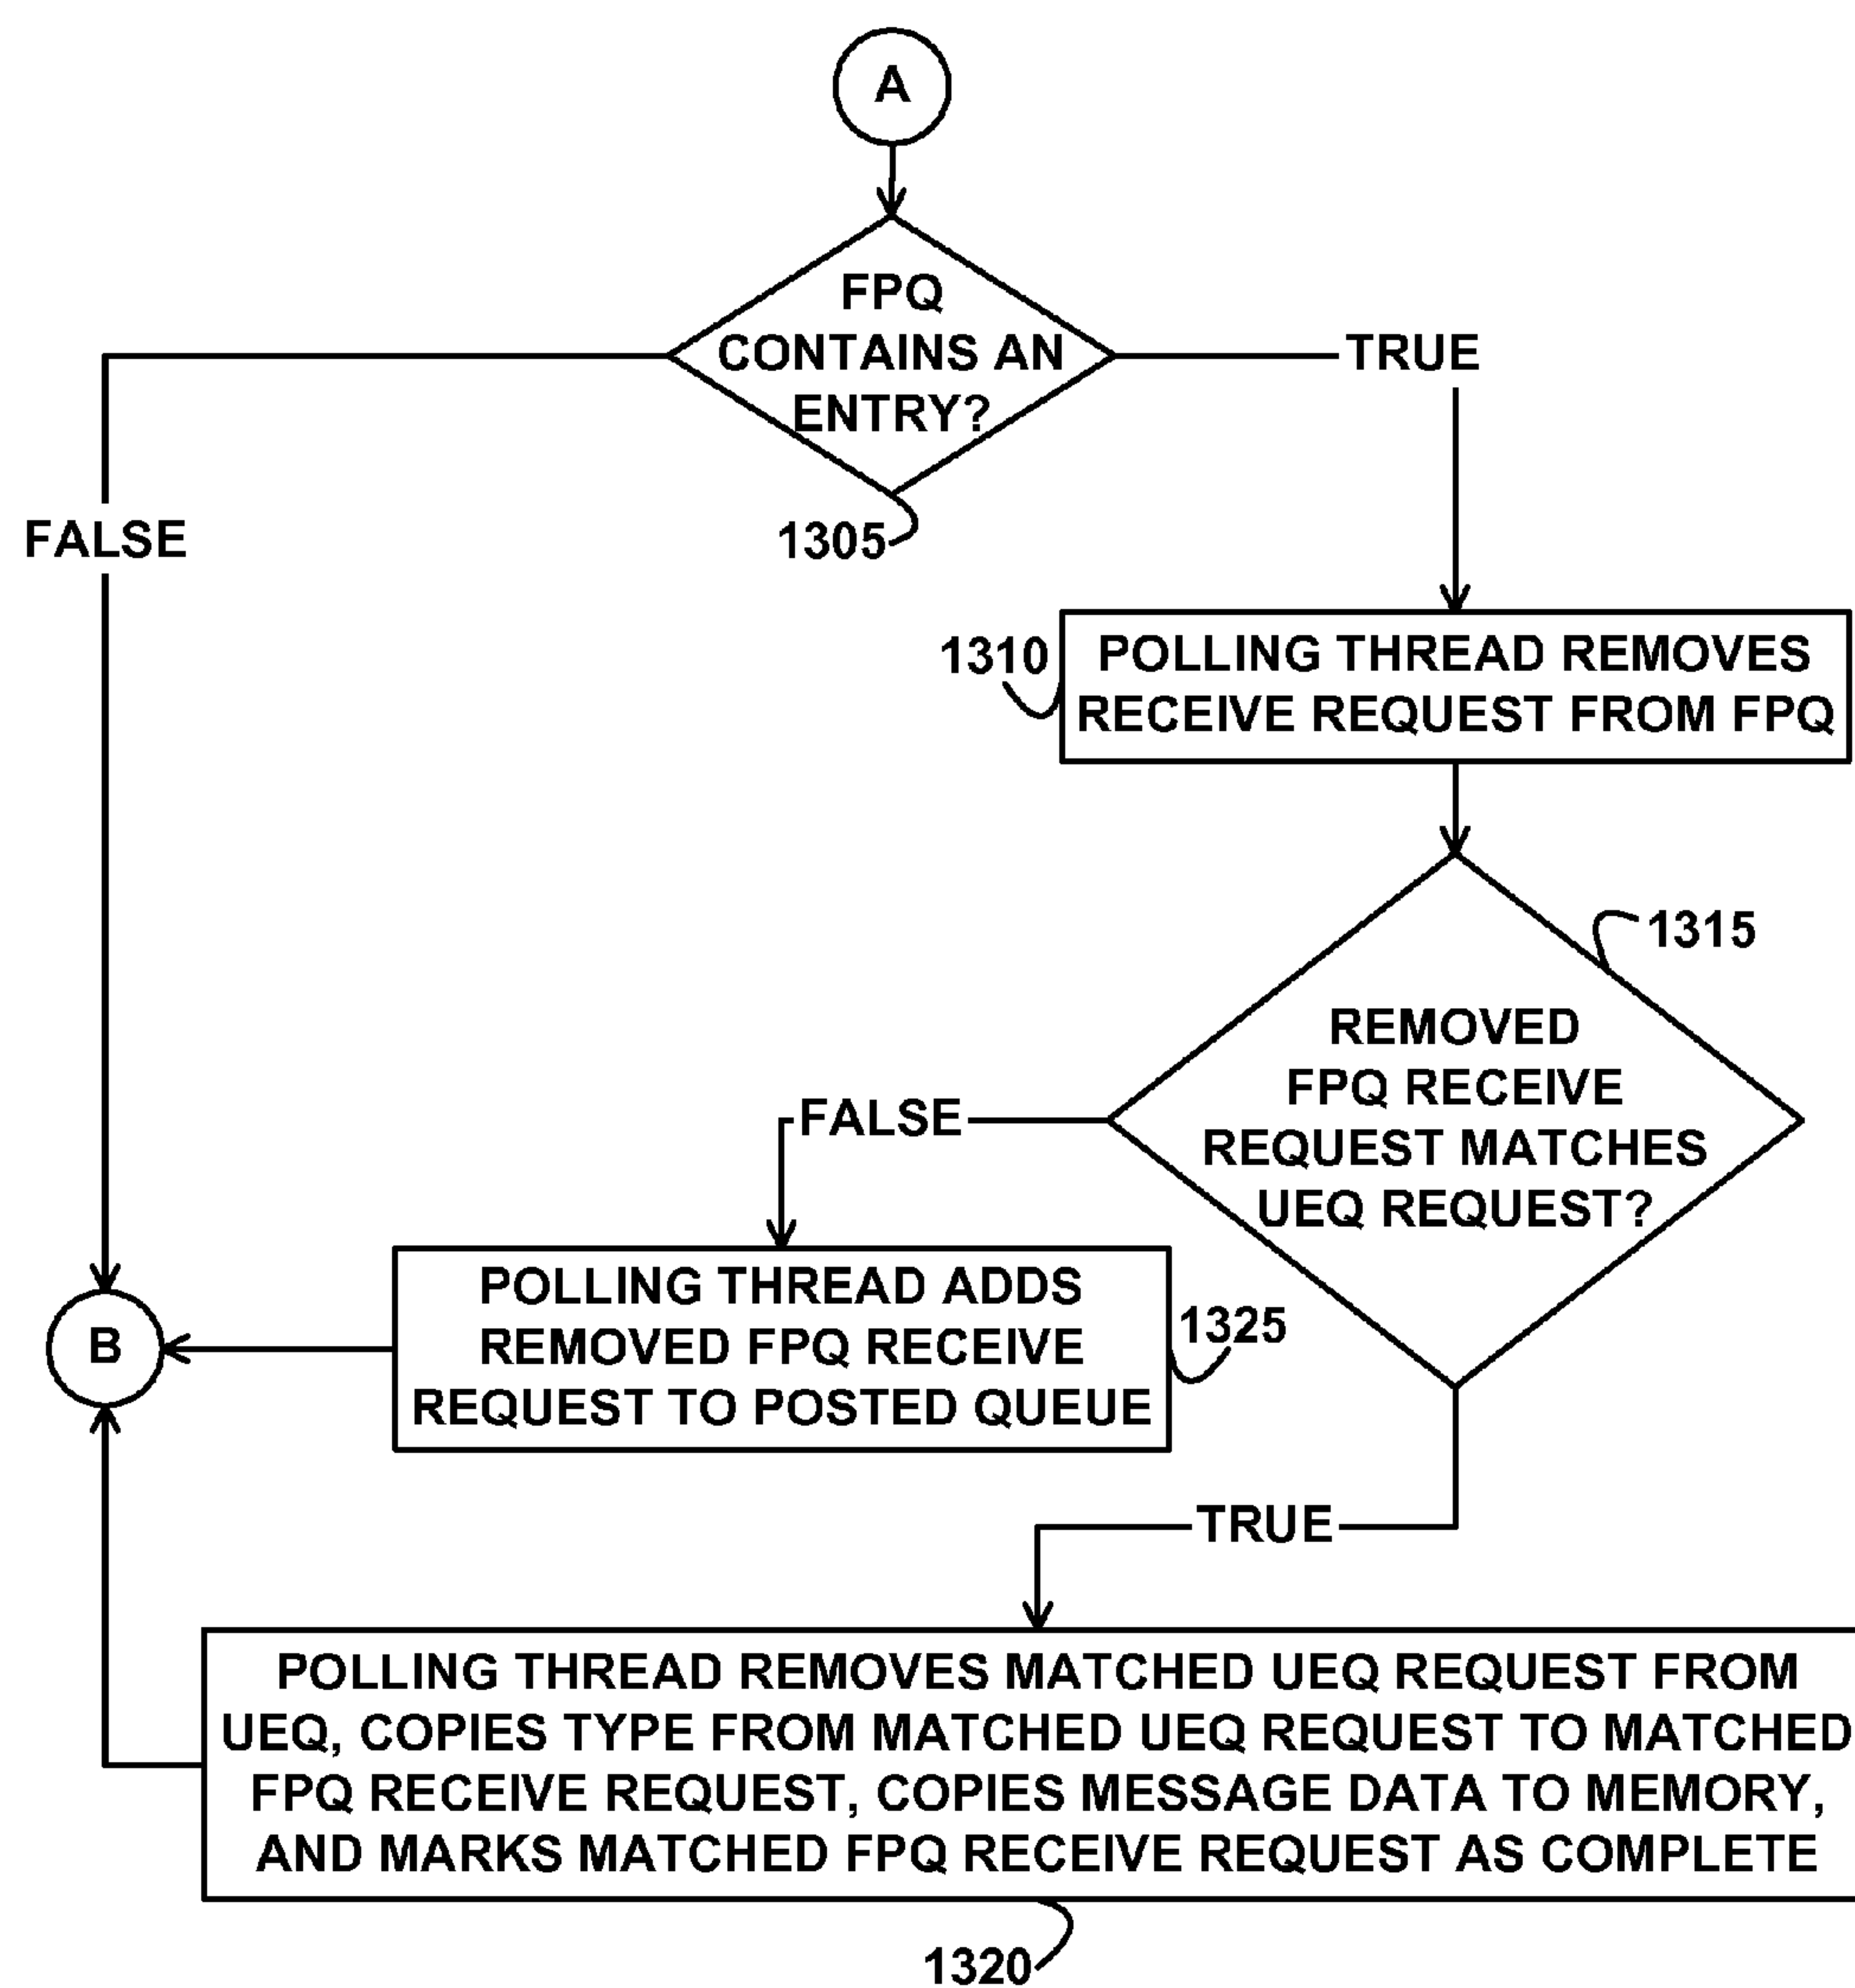 A
FPQ
CONTAINS AN
ENTRY?
TRUE
FALSE
1305
1310
POLLING THREAD REMOVES
RECEIVE REQUEST FROM FPQ
1315
REMOVED
FPQ RECEIVE
REQUEST MATCHES
UEQ REQUEST?
FALSE
POLLING THREAD ADDS
REMOVED FPQ RECEIVE
REQUEST TO POSTED QUEUE
1325
B
TRUE
POLLING THREAD REMOVES MATCHED UEQ REQUEST FROM
UEQ, COPIES TYPE FROM MATCHED UEQ REQUEST TO MATCHED
FPQ RECEIVE REQUEST, COPIES MESSAGE DATA TO MEMORY,
AND MARKS MATCHED FPQ RECEIVE REQUEST AS COMPLETE
1320